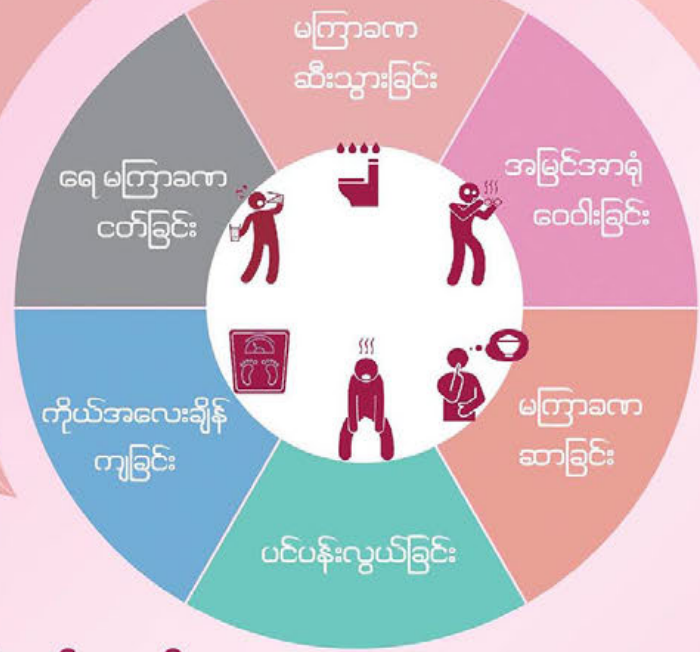 မကြာခဏ
ဆီးသွားခြင်း
အမြင်အာရုံ
ဝေဝါးခြင်း
မကြာခဏ
ဆာခြင်း
ပင်ပန်းလွယ်ခြင်း
ကိုယ်အလေးချိန်
ကျခြင်း
ရေ မကြာခဏ
ငတ်ခြင်း